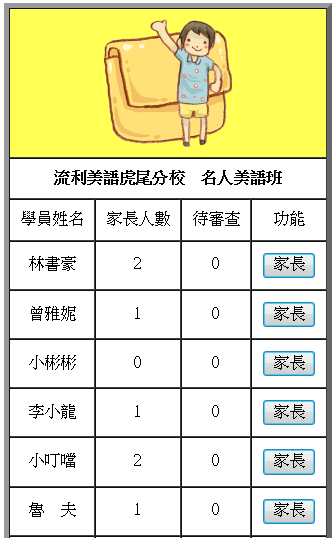 流利美語虎尾分校　名人美語班
學員姓名 家長人數 待審查 功能
林書豪 2 0 家長
曾雅妮 1 0 家長
小彬彬 0 0 家長
李小龍 1 0 家長
小叮噹 2 0 家長
魯　夫 1 0 家長